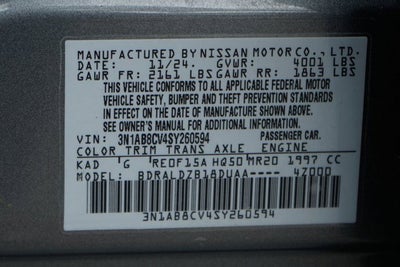 MANUFACTURED BY NISSAN MOTOR CO., LTD.
DATE: 11/24. GVWR: 4001 LBS
GAWR FR: 2161 LBS GAWR RR: 1863 LBS
THIS VEHICLE CONFORMS TO ALL APPLICABLE
FEDERAL MOTOR VEHICLE SAFETY, BUMPER
AND THEFT PREVENTION STANDARDS IN EFFECT
ON THE DATE OF MANUFACTURE SHOWN ABOVE.
SEE OWNER'S MANUAL FOR ADDITIONAL INFORMATION
VIN: 3N1AB8CV4SY260594 PASSENGER CAR.
COLOR TRIM TRANS AXLE ENGINE
KAD G RE0F15A HQ50 MR20 1997 CC
BDRALDZB18DUAA---- 4Z000
3N1AB8CV4SY260594